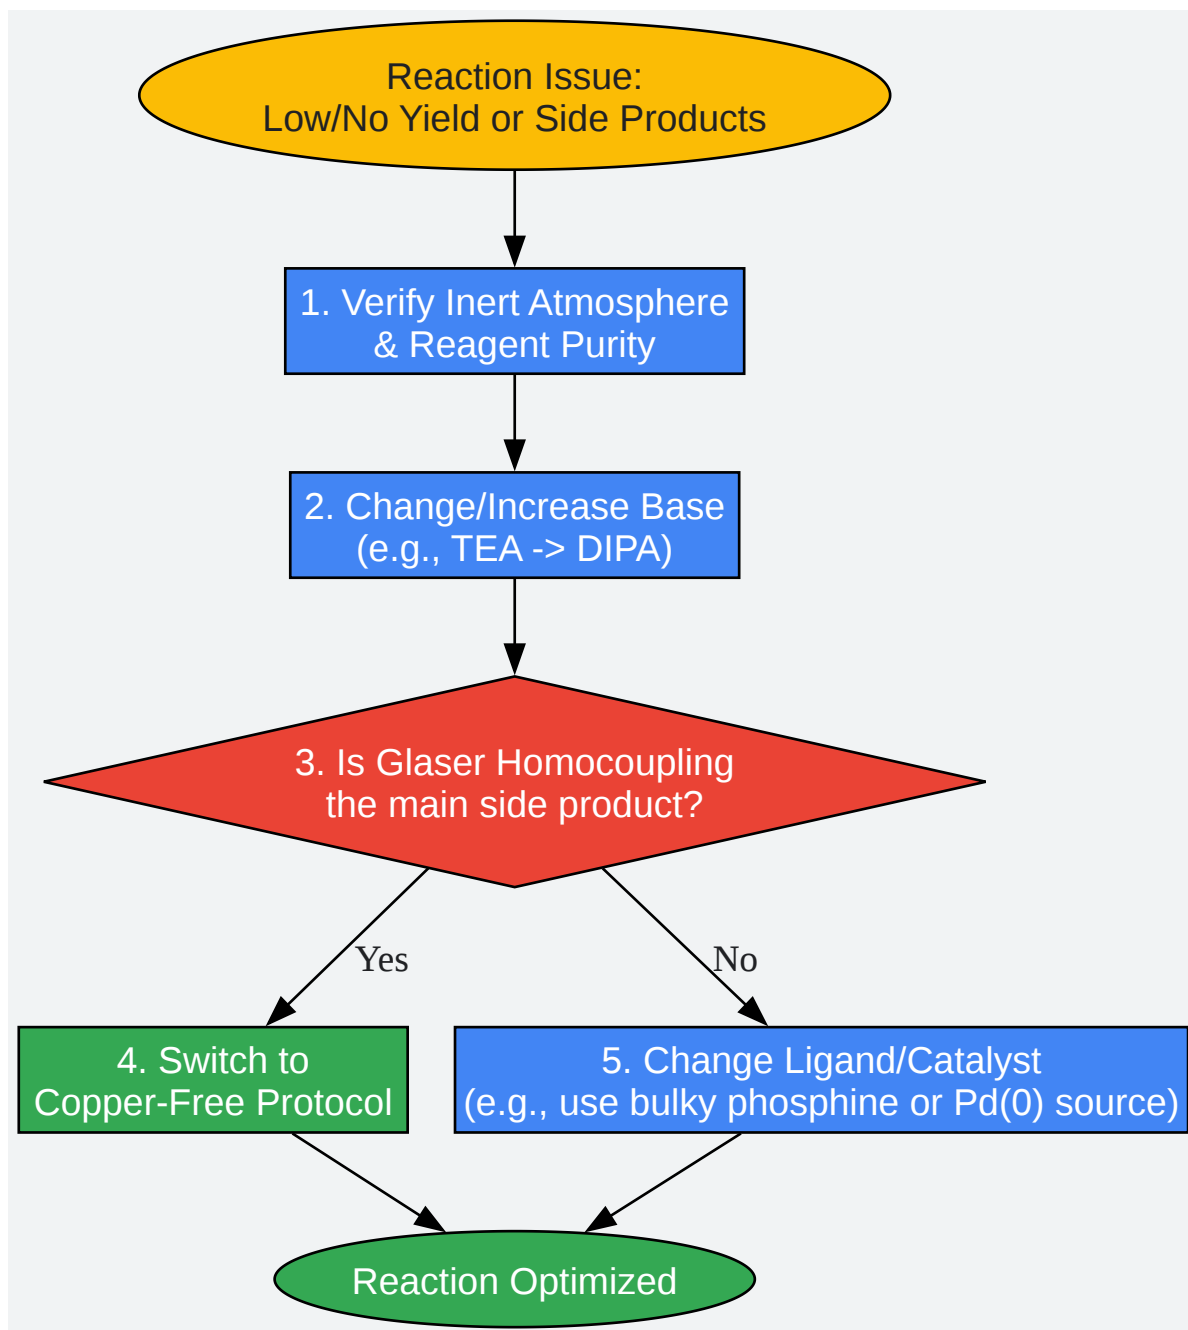 Reaction Issue:
Low/No Yield or Side Products
1. Verify Inert Atmosphere
& Reagent Purity
2. Change/Increase Base
(e.g., TEA -> DIPA)
3. Is Glaser Homocoupling
the main side product?
Yes
No
4. Switch to
Copper-Free Protocol
5. Change Ligand/Catalyst
(e.g., use bulky phosphine or Pd(0) source)
Reaction Optimized